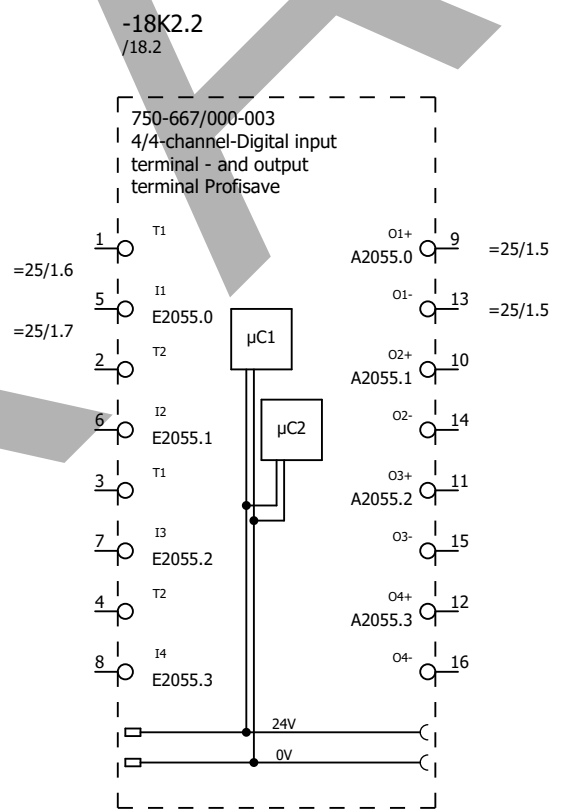 -18K2.2
/18.2
750-667/000-003
4/4-channel-Digital input
terminal - and output
terminal Profisave
1 T1 O1+ 9 =25/1.5
A2055.0
=25/1.6
5 I1 O1- 13 =25/1.5
E2055.0
=25/1.7
µC1
2 T2 O2+ 10
A2055.1
6 I2 O2- 14
E2055.1
µC2
3 T1 O3+ 11
A2055.2
7 I3 O3- 15
E2055.2
4 T2 O4+ 12
A2055.3
8 I4 O4- 16
E2055.3
24V
0V